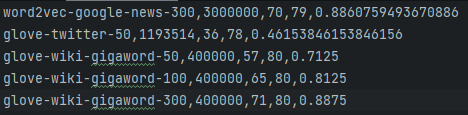 word2vec-google-news-300,3000000,70,79,0.8860759493670886
glove-twitter-50,1193514,36,78,0.46153846153846156
glove-wiki-gigaword-50,400000,57,80,0.7125
glove-wiki-gigaword-100,400000,65,80,0.8125
glove-wiki-gigaword-300,400000,71,80,0.8875